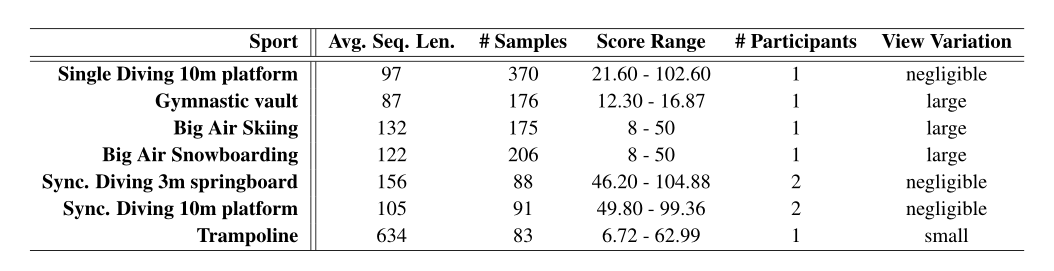 Sport Avg. Seq. Len. # Samples Score Range # Participants View Variation
Single Diving 10m platform 97 370 21.60 - 102.60 1 negligible
Gymnastic vault 87 176 12.30 - 16.87 1 large
Big Air Skiing 132 175 8 - 50 1 large
Big Air Snowboarding 122 206 8 - 50 1 large
Sync. Diving 3m springboard 156 88 46.20 - 104.88 2 negligible
Sync. Diving 10m platform 105 91 49.80 - 99.36 2 negligible
Trampoline 634 83 6.72 - 62.99 1 small